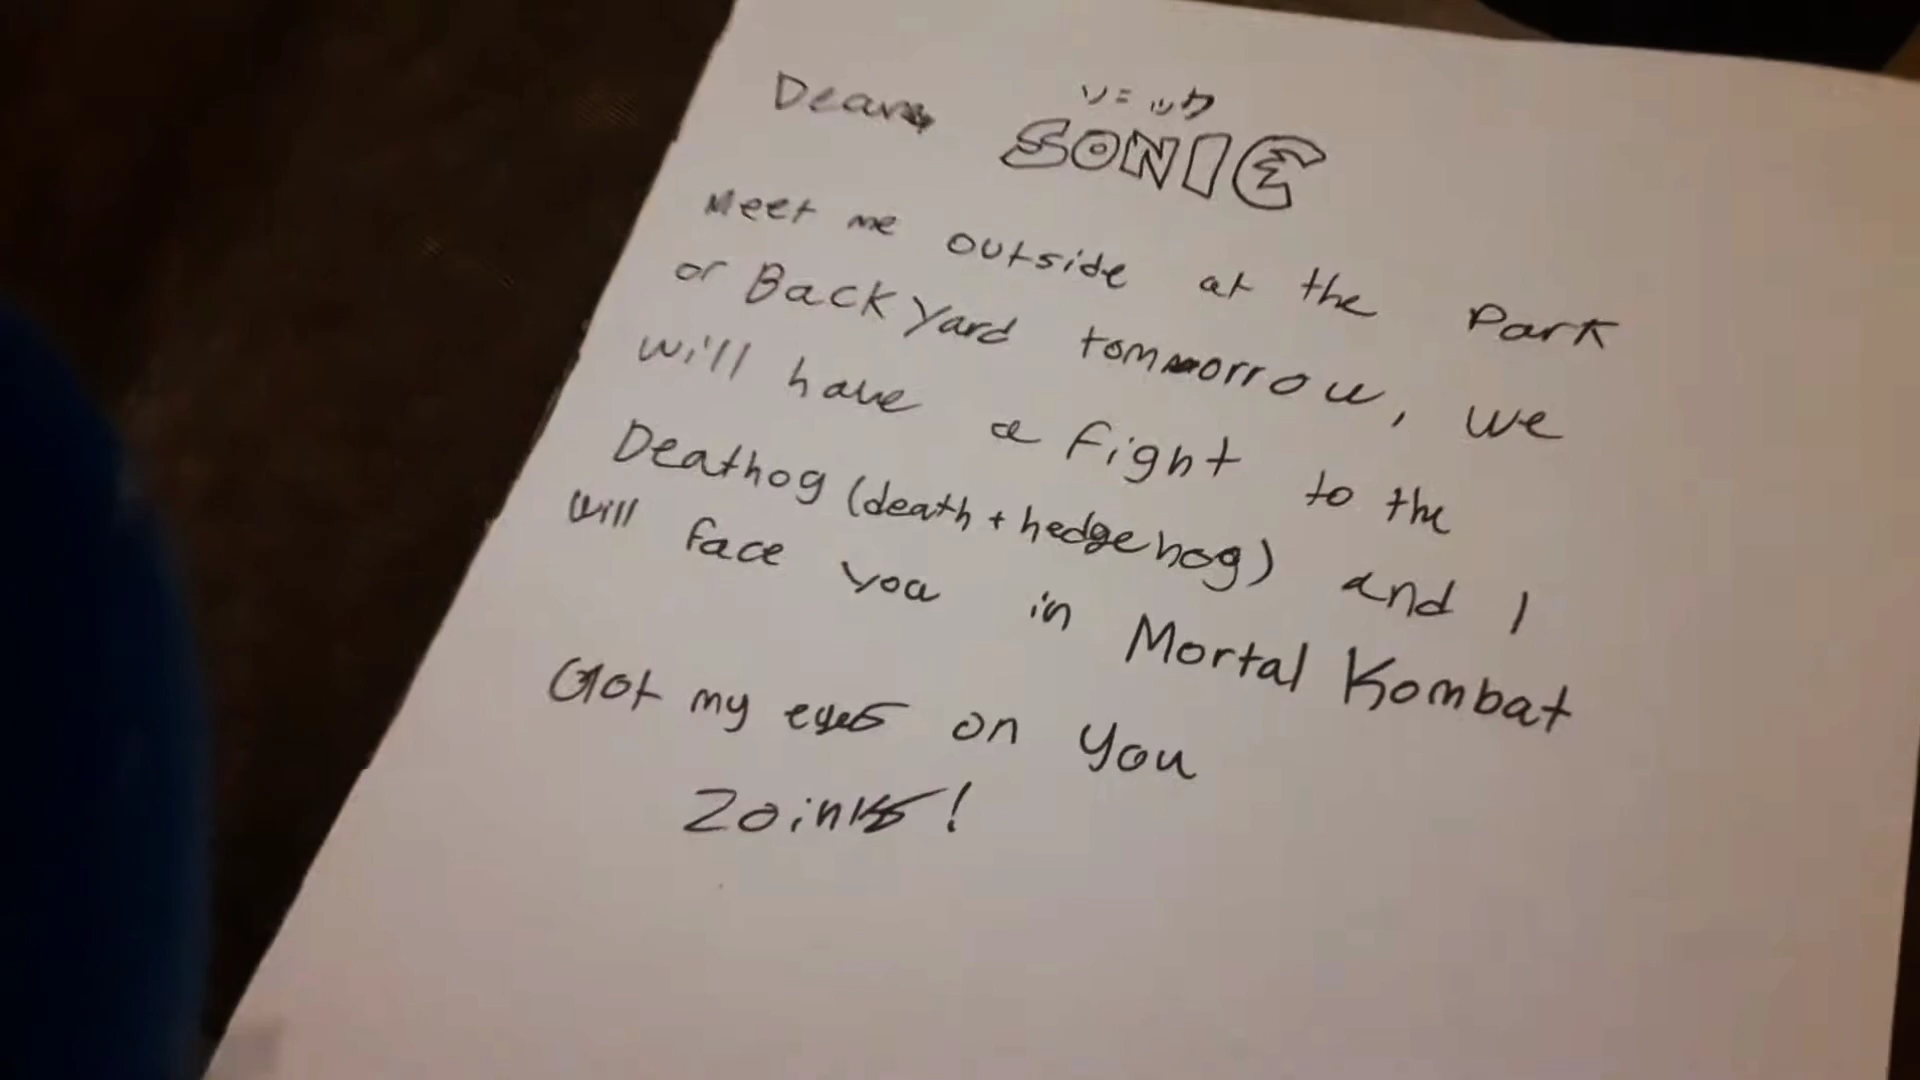 Dear ソニック
SONIC
Meet me outside at the Park
or Backyard tommorrow, we
will have a fight to the
Deathog (death + hedgehog) and I
will face you in Mortal Kombat
Got my eyes on you
Zoinks!